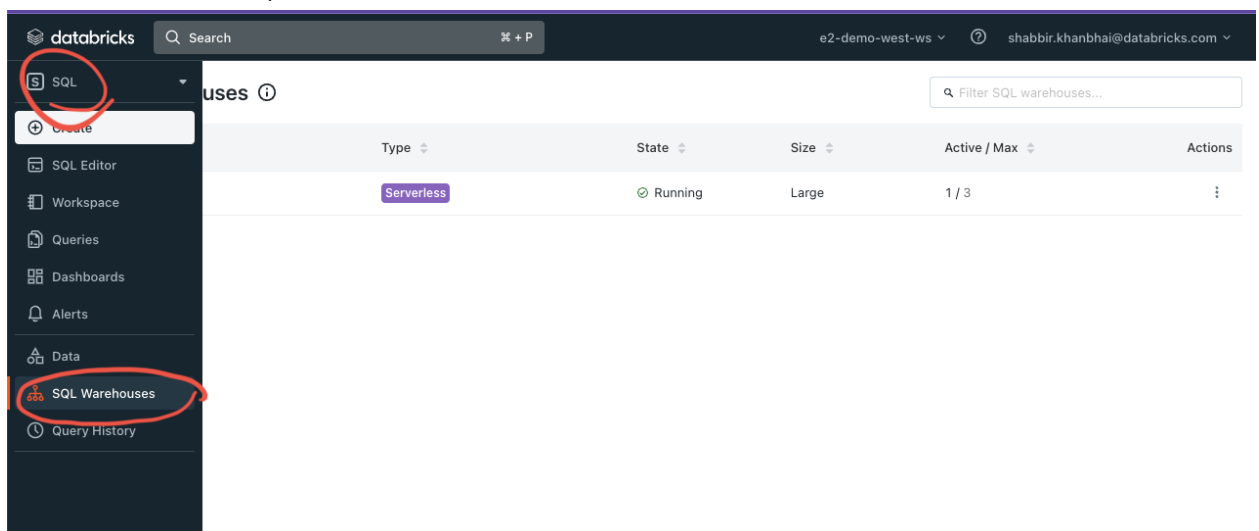 databricks
Search
⌘ + P
e2-demo-west-ws
shabbir.khanbhai@databricks.com
S SQL
uses
Filter SQL warehouses...
Create
Type
State
Size
Active / Max
Actions
SQL Editor
Serverless
Running
Large
1 / 3
Workspace
Queries
Dashboards
Alerts
Data
SQL Warehouses
Query History